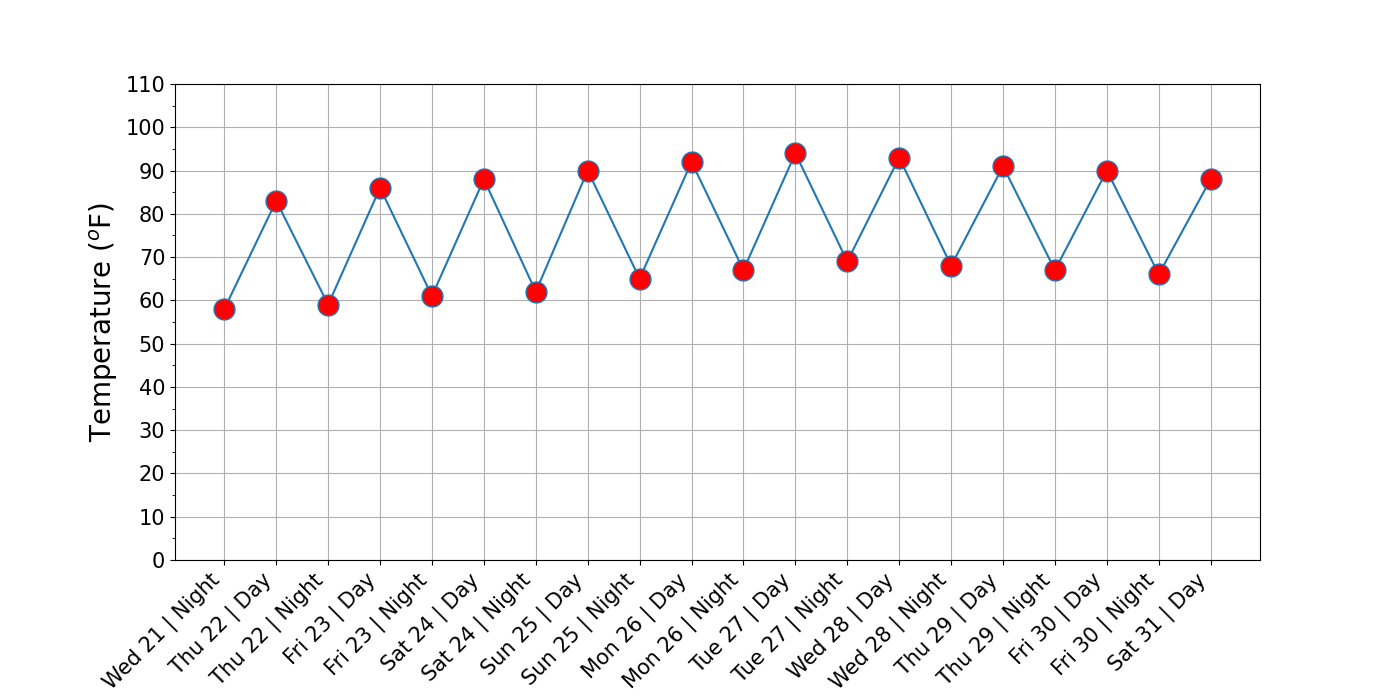 110
100
90
80
70
60
50
40
30
20
10
0
Temperature (°F)
Wed 21 | Night
Thu 22 | Day
Thu 22 | Night
Fri 23 | Day
Fri 23 | Night
Sat 24 | Day
Sat 24 | Night
Sun 25 | Day
Sun 25 | Night
Mon 26 | Day
Mon 26 | Night
Tue 27 | Day
Tue 27 | Night
Wed 28 | Day
Wed 28 | Night
Thu 29 | Day
Thu 29 | Night
Fri 30 | Day
Fri 30 | Night
Sat 31 | Day